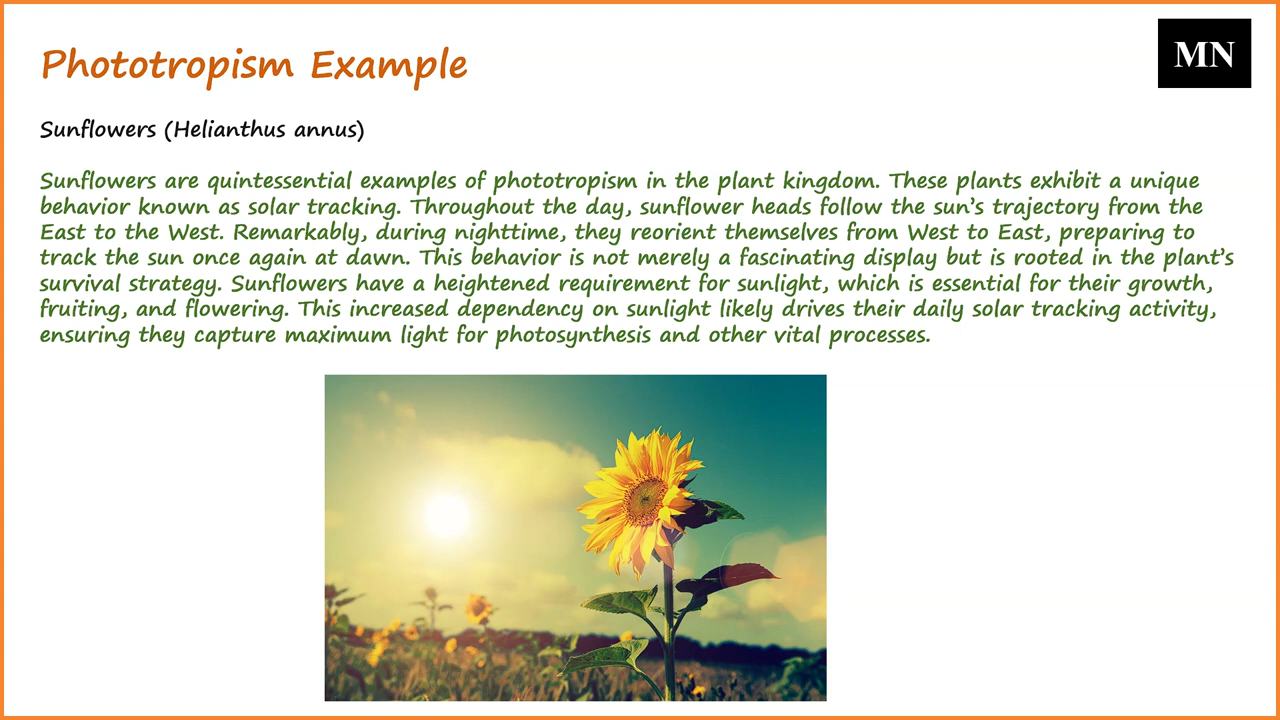 Phototropism Example
MN
Sunflowers (Helianthus annus)
Sunflowers are quintessential examples of phototropism in the plant kingdom. These plants exhibit a unique
behavior known as solar tracking. Throughout the day, sunflower heads follow the sun’s trajectory from the
East to the West. Remarkably, during nighttime, they reorient themselves from West to East, preparing to
track the sun once again at dawn. This behavior is not merely a fascinating display but is rooted in the plant’s
survival strategy. Sunflowers have a heightened requirement for sunlight, which is essential for their growth,
fruiting, and flowering. This increased dependency on sunlight likely drives their daily solar tracking activity,
ensuring they capture maximum light for photosynthesis and other vital processes.